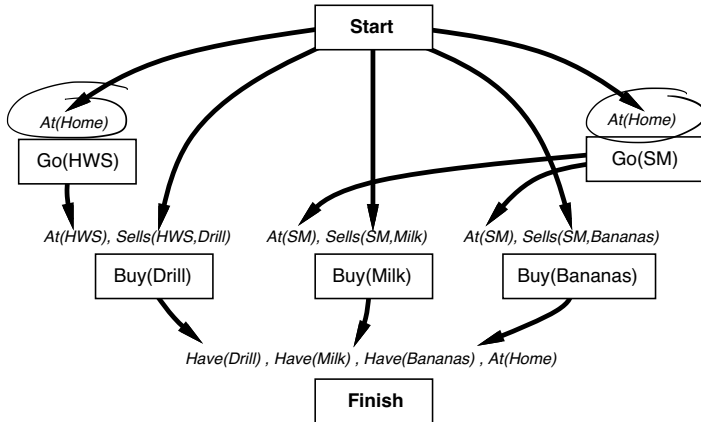 Start
At(Home) At(Home)
Go(HWS) Go(SM)
At(HWS), Sells(HWS,Drill) At(SM), Sells(SM,Milk) At(SM), Sells(SM,Bananas)
Buy(Drill) Buy(Milk) Buy(Bananas)
Have(Drill) , Have(Milk) , Have(Bananas) , At(Home)
Finish